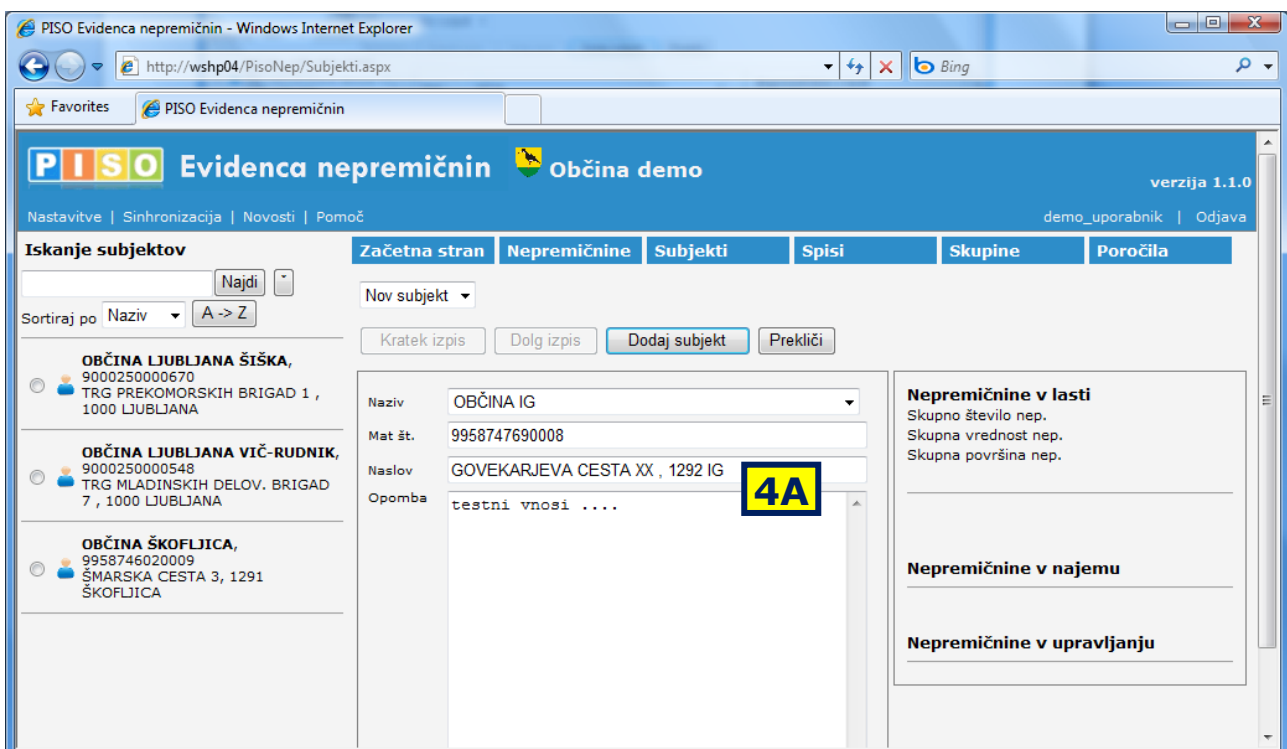 PISO Evidenca nepremičnin - Windows Internet Explorer
http://wshp04/PisoNep/Subjekti.aspx
Bing
Favorites
PISO Evidenca nepremičnin
PISO Evidenca nepremičnin Občina demo
verzija 1.1.0
Nastavitve | Sinhronizacija | Novosti | Pomoč
demo_uporabnik | Odjava
Iskanje subjektov
Najdi
Sortiraj po Naziv A -> Z
OBČINA LJUBLJANA ŠIŠKA,
9000250000670
TRG PREKOMORSKIH BRIGAD 1 ,
1000 LJUBLJANA
OBČINA LJUBLJANA VIČ-RUDNIK,
9000250000548
TRG MLADINSKIH DELOV. BRIGAD
7 , 1000 LJUBLJANA
OBČINA ŠKOFLJICA,
9958746020009
ŠMARSKA CESTA 3, 1291
ŠKOFLJICA
Začetna stran Nepremičnine Subjekti Spisi Skupine Poročila
Nov subjekt
Kratek izpis Dolg izpis Dodaj subjekt Prekliči
Naziv OBČINA IG
Mat št. 9958747690008
Naslov GOVEKARJEVA CESTA XX , 1292 IG
4A
Opomba testni vnosi ....
Nepremičnine v lasti
Skupno število nep.
Skupna vrednost nep.
Skupna površina nep.
Nepremičnine v najemu
Nepremičnine v upravljanju